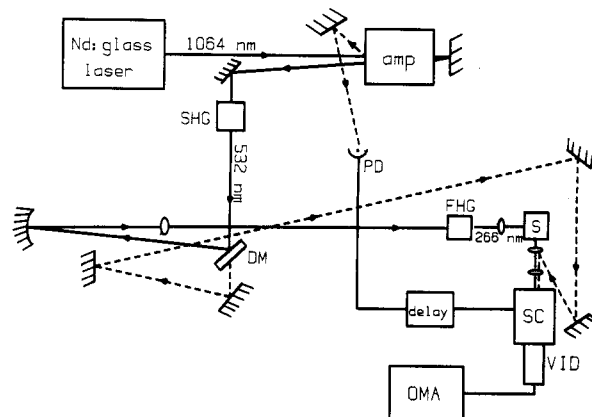 Nd: glass
laser
1064 nm
amp
SHG
532 nm
PD
FHG
266 nm
S
DM
delay
SC
VID
OMA